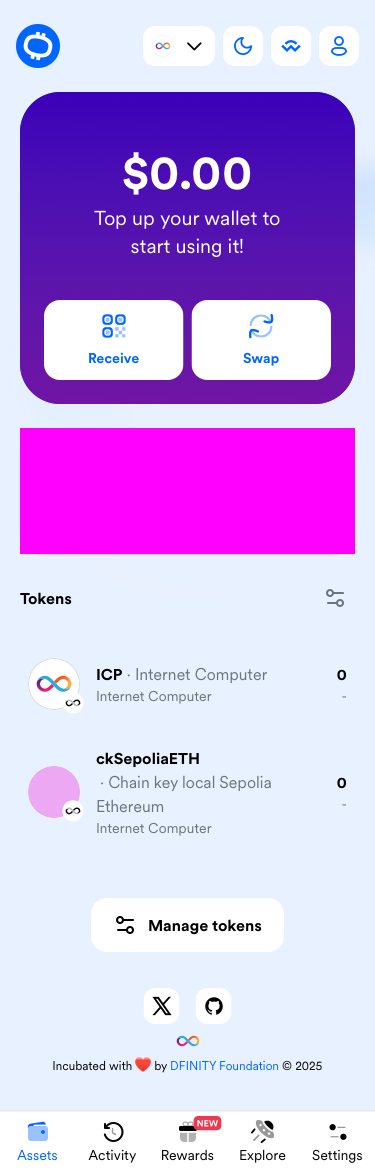 $0.00
Top up your wallet to
start using it!
Receive
Swap
Tokens
ICP · Internet Computer
0
Internet Computer
-
ckSepoliaETH
· Chain key local Sepolia
0
Ethereum
-
Internet Computer
Manage tokens
Incubated with ❤️ by DFINITY Foundation © 2025
NEW
Assets
Activity
Rewards
Explore
Settings